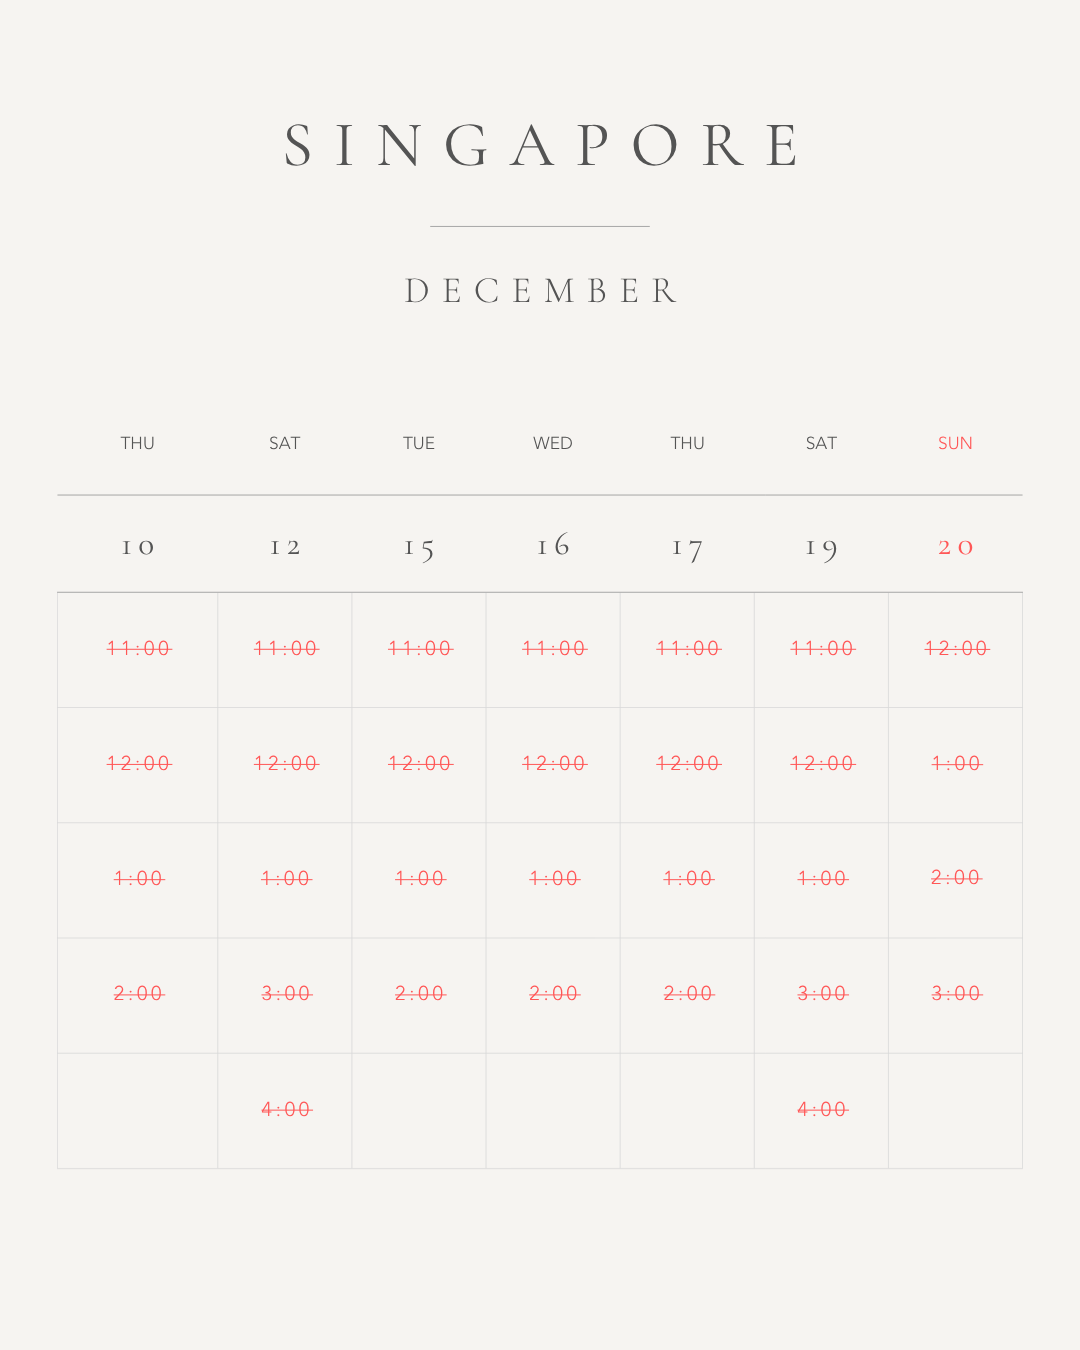 SINGAPORE
DECEMBER
THU SAT TUE WED THU SAT SUN
10 12 15 16 17 19 20
11:00 11:00 11:00 11:00 11:00 11:00 12:00
12:00 12:00 12:00 12:00 12:00 12:00 1:00
1:00 1:00 1:00 1:00 1:00 1:00 2:00
2:00 3:00 2:00 2:00 2:00 3:00 3:00
4:00 4:00